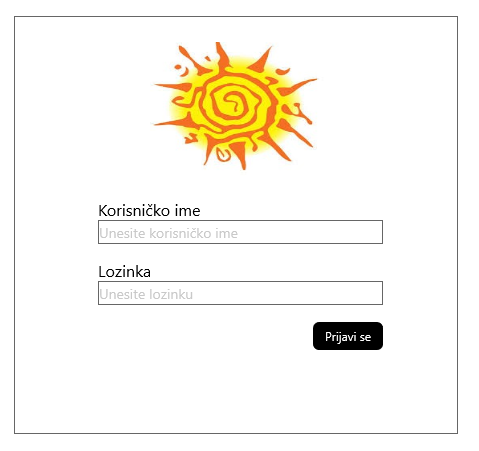 Korisničko ime
Unesite korisničko ime
Lozinka
Unesite lozinku
Prijavi se